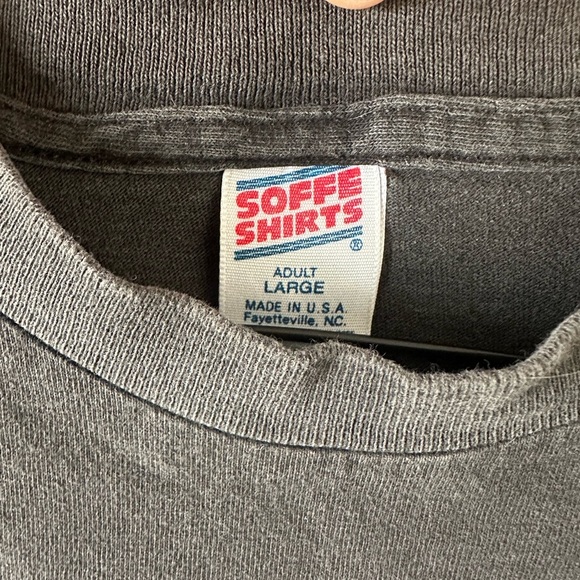 SOFFE
SHIRTS
®
ADULT
LARGE
MADE IN U.S.A.
Fayetteville, NC.